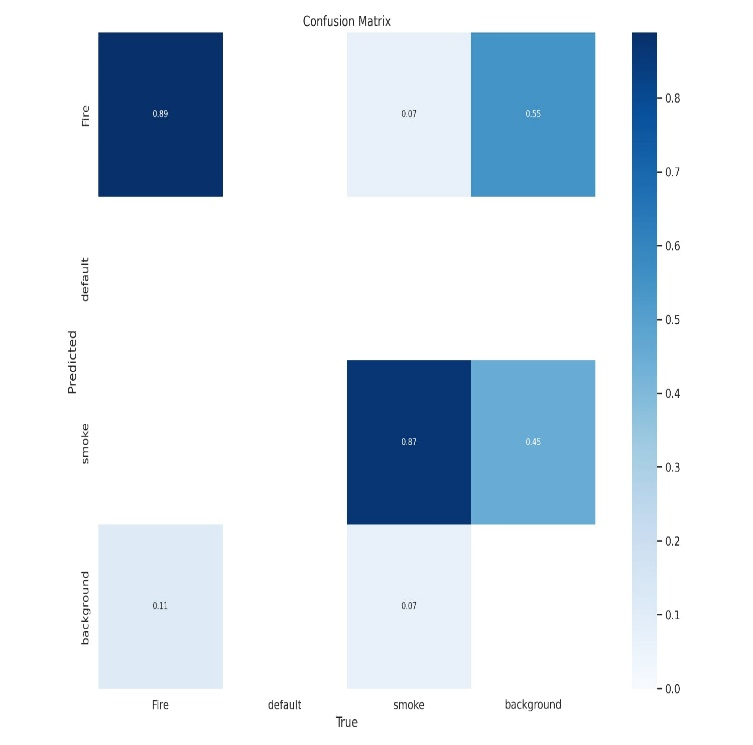 Confusion Matrix
Fire
0.89
0.07
0.55
default
Predicted
smoke
0.87
0.45
background
0.11
0.07
Fire
default
smoke
background
True
0.8
0.7
0.6
0.5
0.4
0.3
0.2
0.1
0.0